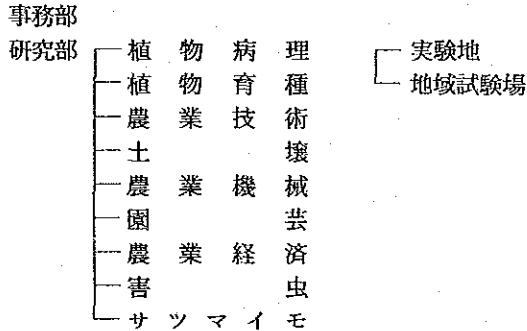 事務部
研究部 植物病理 実験地
植物育種 地域試験場
農業技術
土壌
農業機械
園芸
農業経済
害虫
サツマイモ